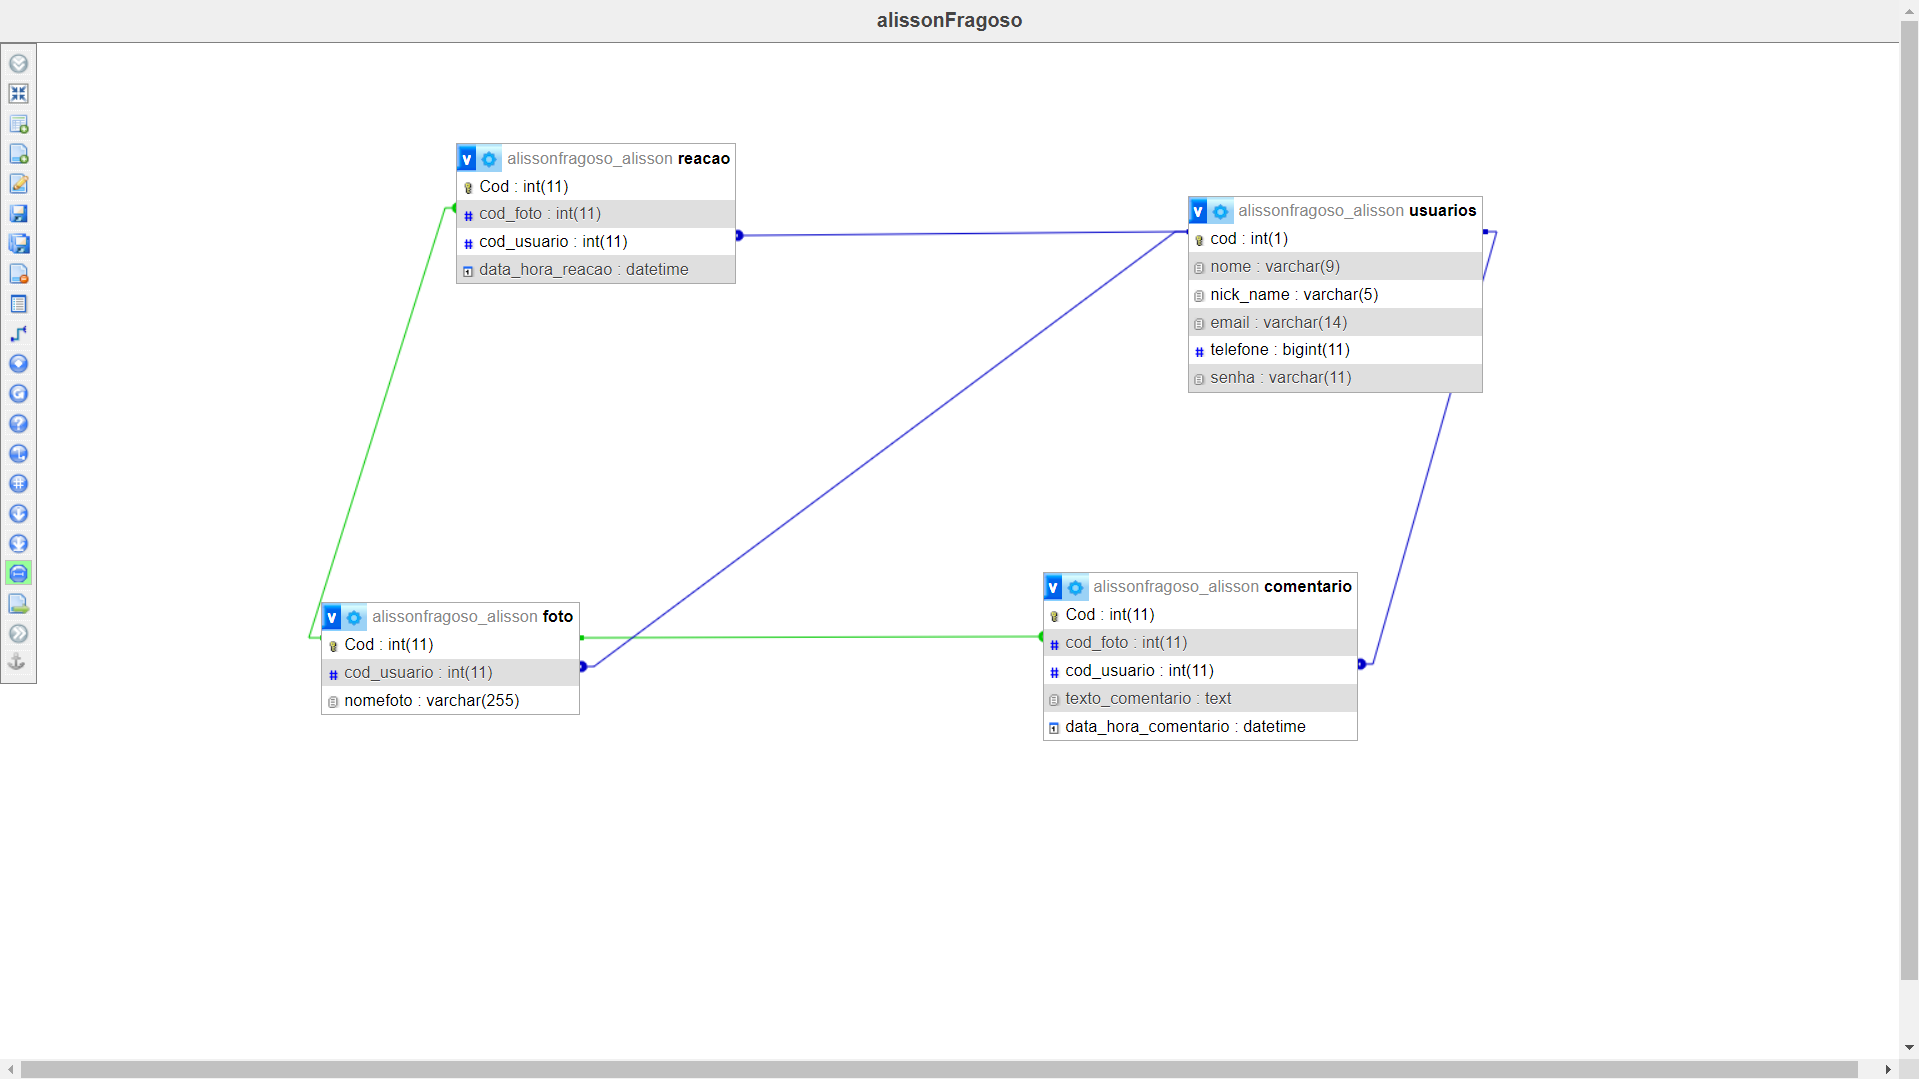 alissonFragoso
v alissonfragoso_alisson reacao
Cod : int(11)
# cod_foto : int(11)
# cod_usuario : int(11)
data_hora_reacao : datetime
v alissonfragoso_alisson usuarios
cod : int(1)
nome : varchar(9)
nick_name : varchar(5)
email : varchar(14)
# telefone : bigint(11)
senha : varchar(11)
v alissonfragoso_alisson foto
Cod : int(11)
# cod_usuario : int(11)
nomefoto : varchar(255)
v alissonfragoso_alisson comentario
Cod : int(11)
# cod_foto : int(11)
# cod_usuario : int(11)
texto_comentario : text
data_hora_comentario : datetime